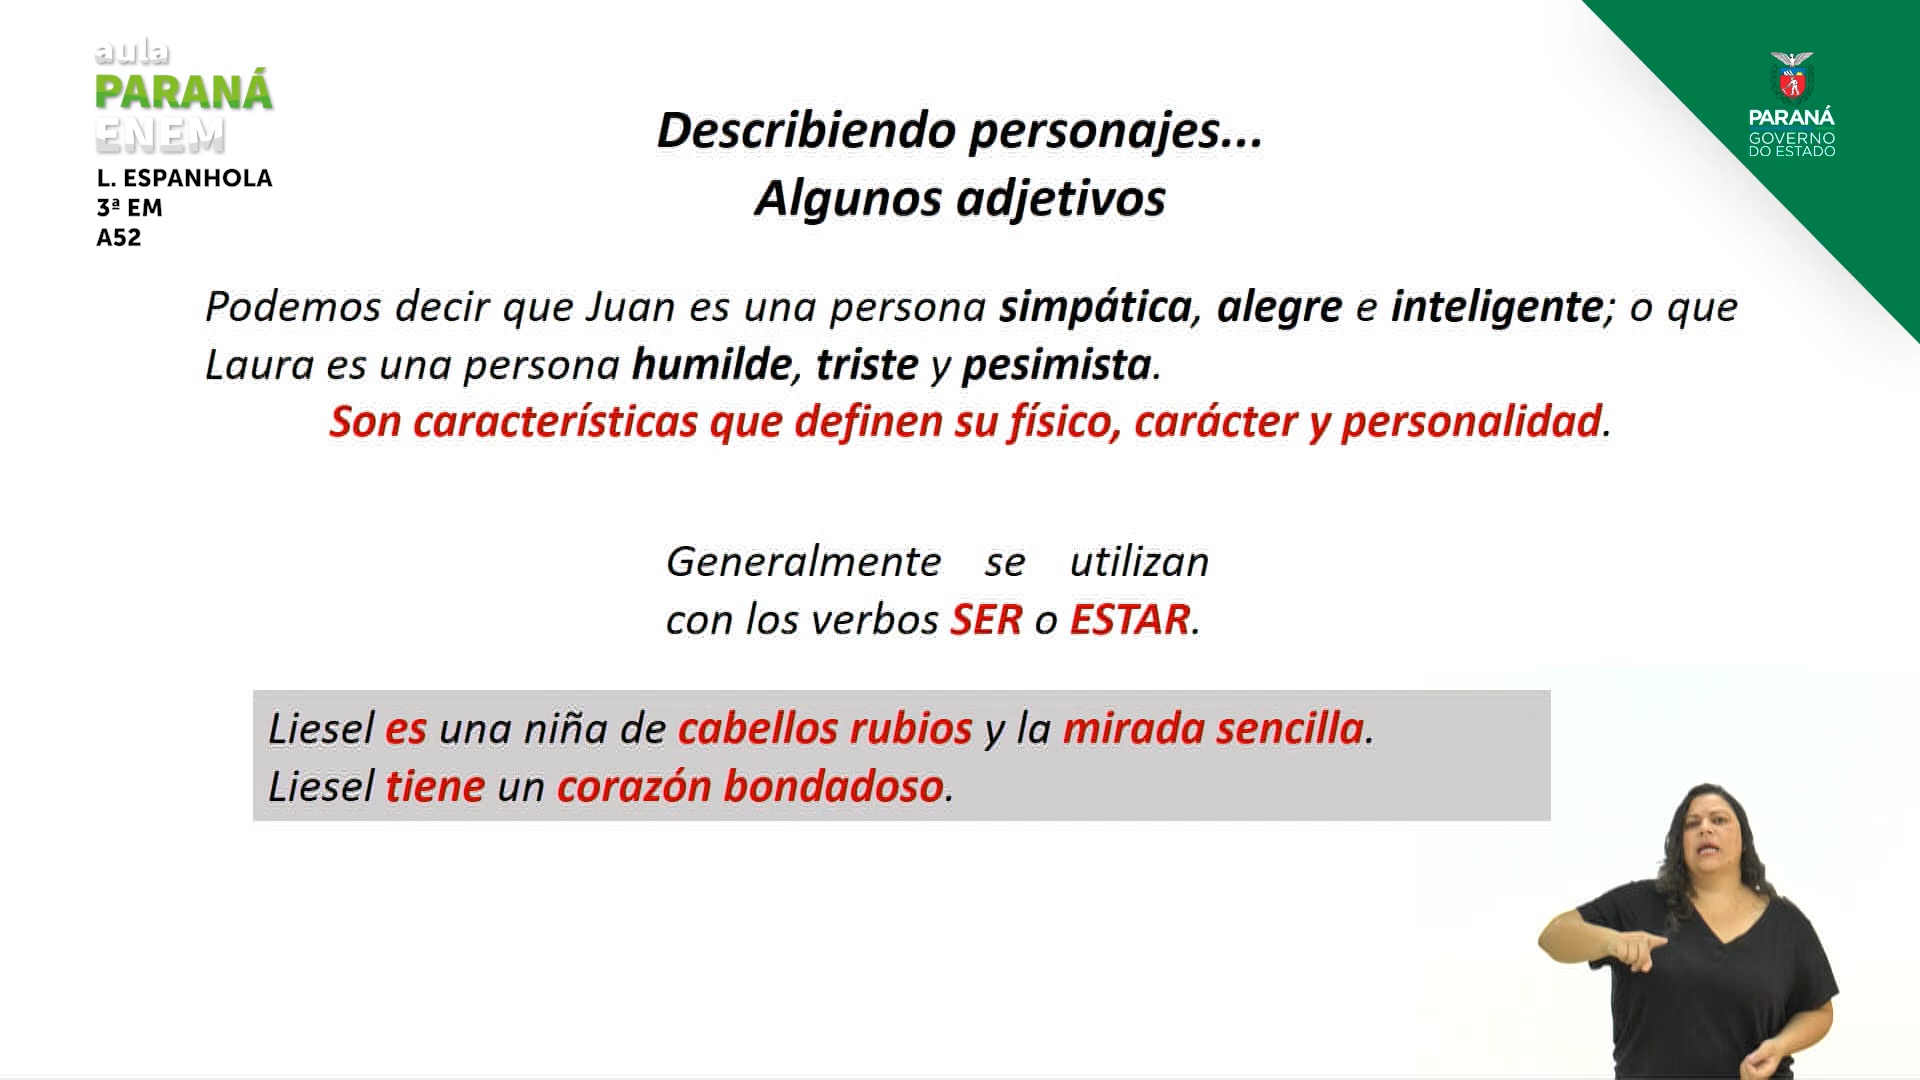 aula
PARANÁ
ENEM
L. ESPANHOLA
3ª EM
A52
PARANÁ
GOVERNO
DO ESTADO
Describiendo personajes...
Algunos adjetivos
Podemos decir que Juan es una persona simpática, alegre e inteligente; o que
Laura es una persona humilde, triste y pesimista.
Son características que definen su físico, carácter y personalidad.
Generalmente se utilizan
con los verbos SER o ESTAR.
Liesel es una niña de cabellos rubios y la mirada sencilla.
Liesel tiene un corazón bondadoso.